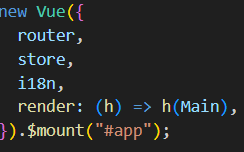 new Vue({
router,
store,
i18n,
render: (h) => h(Main),
}).$mount("#app");